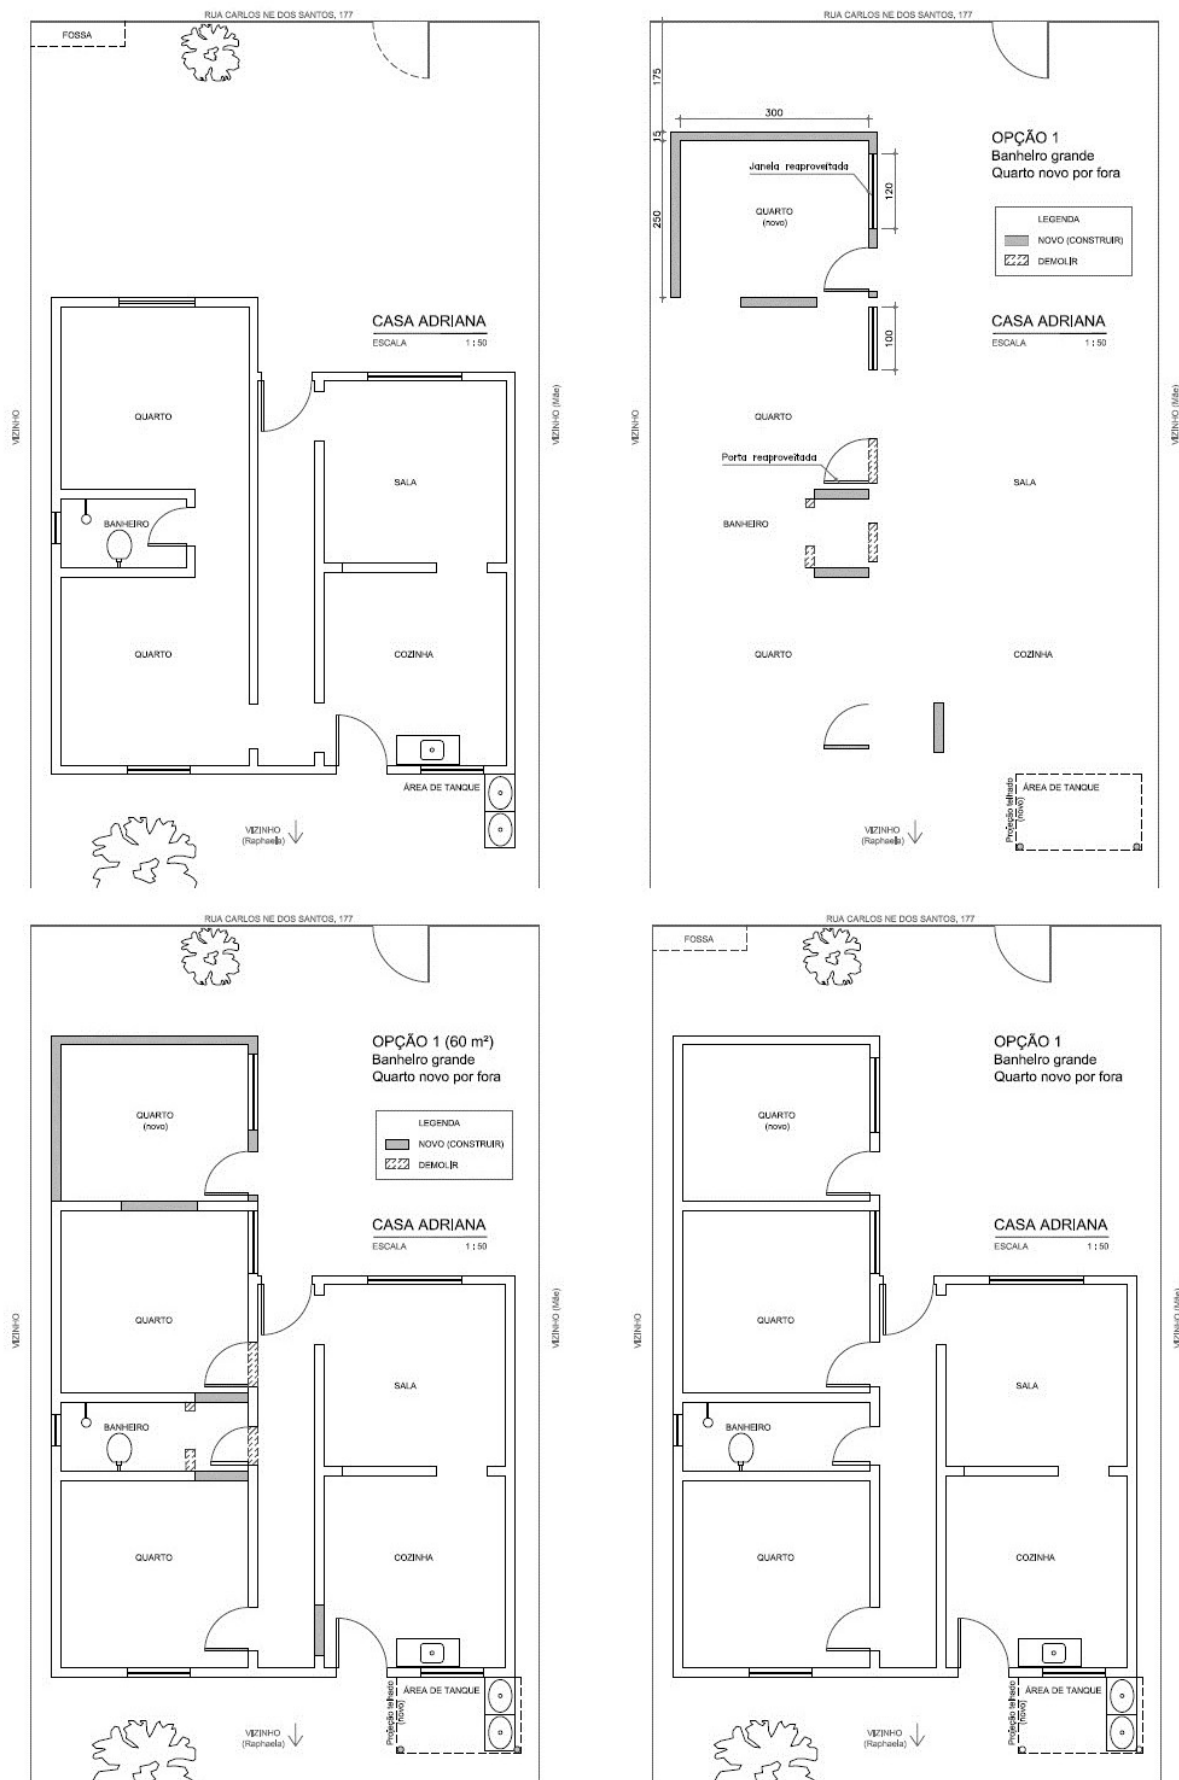 RUA CARLOS NE DOS SANTOS, 177
FOSSA
CASA ADRIANA
ESCALA 1 : 50
VIZINHO
VIZINHO (Mãe)
QUARTO
SALA
BANHEIRO
QUARTO
COZINHA
ÁREA DE TANQUE
VIZINHO
(Raphaela)
RUA CARLOS NE DOS SANTOS, 177
175
300
15
OPÇÃO 1
Banheiro grande
Quarto novo por fora
Janela reaproveitada
120
250
QUARTO
(novo)
LEGENDA
NOVO (CONSTRUIR)
DEMOLIR
CASA ADRIANA
ESCALA 1 : 50
100
VIZINHO
VIZINHO (Mãe)
QUARTO
Porta reaproveitada
SALA
BANHEIRO
QUARTO
COZINHA
Projeção telhado
(novo)
ÁREA DE TANQUE
VIZINHO
(Raphaela)
RUA CARLOS NE DOS SANTOS, 177
OPÇÃO 1 (60 m²)
Banheiro grande
Quarto novo por fora
QUARTO
(novo)
LEGENDA
NOVO (CONSTRUIR)
DEMOLIR
CASA ADRIANA
ESCALA 1 : 50
VIZINHO
VIZINHO (Mãe)
QUARTO
SALA
BANHEIRO
QUARTO
COZINHA
Projeção telhado
(novo)
ÁREA DE TANQUE
VIZINHO
(Raphaela)
RUA CARLOS NE DOS SANTOS, 177
FOSSA
OPÇÃO 1
Banheiro grande
Quarto novo por fora
QUARTO
(novo)
CASA ADRIANA
ESCALA 1 : 50
VIZINHO
VIZINHO (Mãe)
QUARTO
SALA
BANHEIRO
QUARTO
COZINHA
Projeção telhado
(novo)
ÁREA DE TANQUE
VIZINHO
(Raphaela)